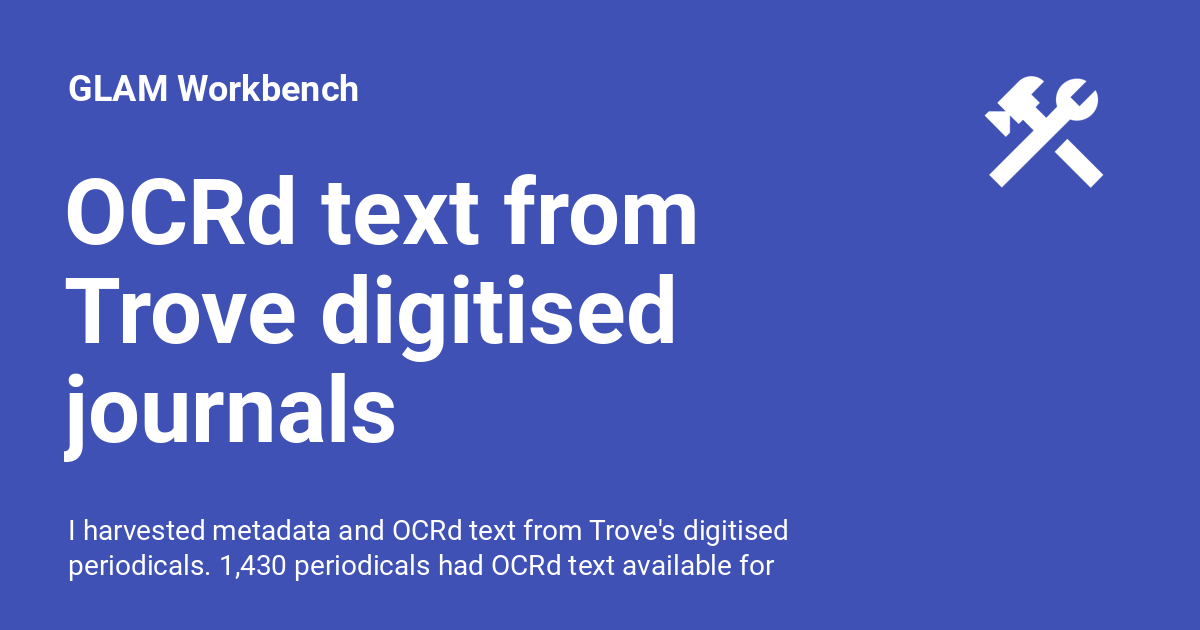 GLAM Workbench
OCRd text from
Trove digitised
journals
I harvested metadata and OCRd text from Trove's digitised
periodicals. 1,430 periodicals had OCRd text available for